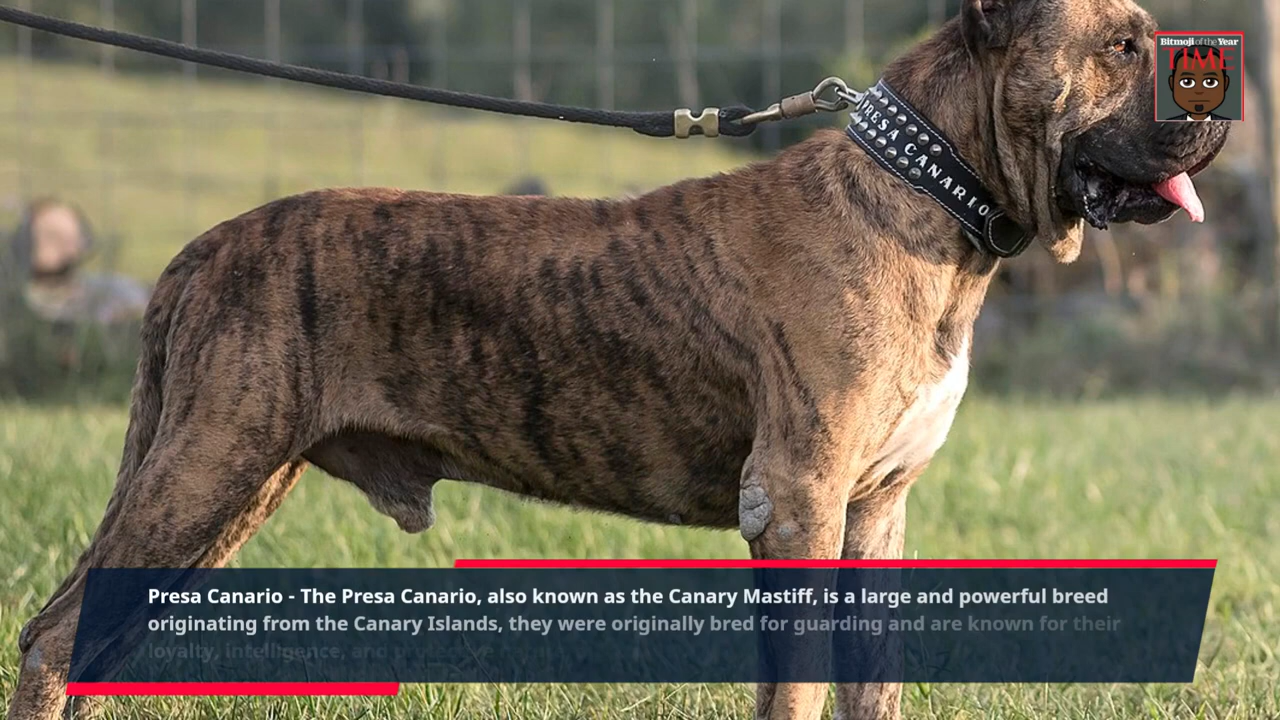 Bitmoji of the Year
TIME
PRESA CANARIO
Presa Canario - The Presa Canario, also known as the Canary Mastiff, is a large and powerful breed
originating from the Canary Islands, they were originally bred for guarding and are known for their
loyalty, intelligence, and protective